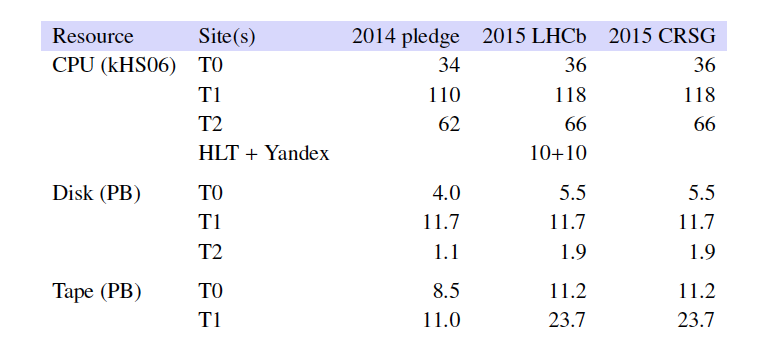 Resource Site(s) 2014 pledge 2015 LHCb 2015 CRSG
CPU (kHS06) T0 34 36 36
T1 110 118 118
T2 62 66 66
HLT + Yandex 10+10
Disk (PB) T0 4.0 5.5 5.5
T1 11.7 11.7 11.7
T2 1.1 1.9 1.9
Tape (PB) T0 8.5 11.2 11.2
T1 11.0 23.7 23.7